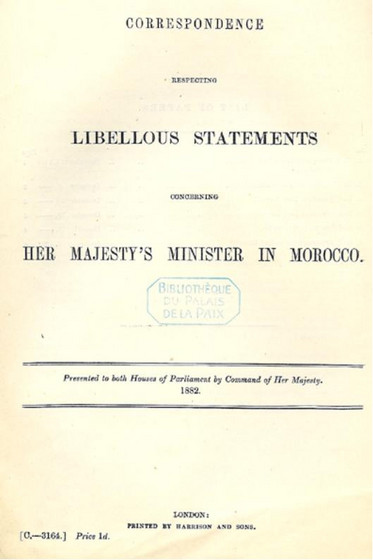 CORRESPONDENCE
RESPECTING
LIBELLOUS STATEMENTS
CONCERNING
HER MAJESTY'S MINISTER IN MOROCCO.
BIBLIOTHÈQUE
DU PALAIS
DE LA PAIX
Presented to both Houses of Parliament by Command of Her Majesty.
1882.
LONDON:
PRINTED BY HARRISON AND SONS.
[C.—3164.] Price 1d.